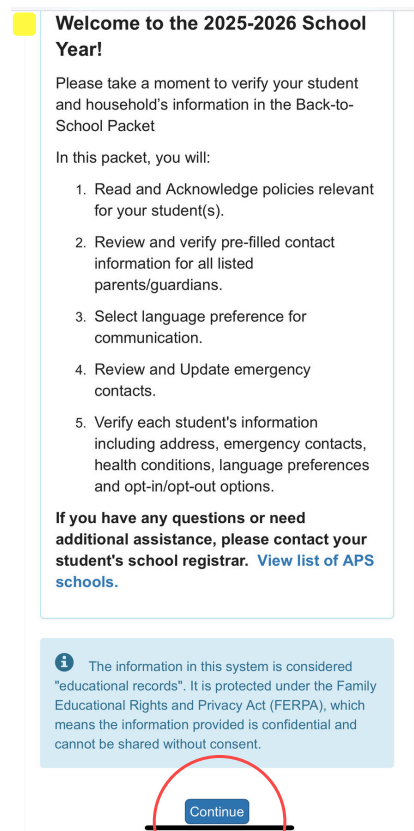 Welcome to the 2025-2026 School
Year!
Please take a moment to verify your student
and household's information in the Back-to-
School Packet
In this packet, you will:
1. Read and Acknowledge policies relevant
for your student(s).
2. Review and verify pre-filled contact
information for all listed
parents/guardians.
3. Select language preference for
communication.
4. Review and Update emergency
contacts.
5. Verify each student's information
including address, emergency contacts,
health conditions, language preferences
and opt-in/opt-out options.
If you have any questions or need
additional assistance, please contact your
student's school registrar. View list of APS
schools.
The information in this system is considered
"educational records". It is protected under the Family
Educational Rights and Privacy Act (FERPA), which
means the information provided is confidential and
cannot be shared without consent.
Continue